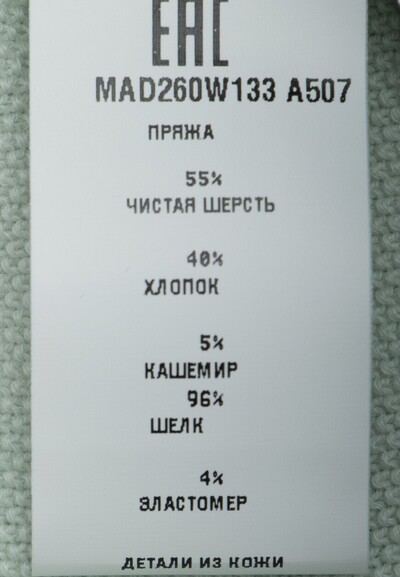 EAC
MAD260W133 A507
ПРЯЖА
55%
ЧИСТАЯ ШЕРСТЬ
40%
ХЛОПОК
5%
КАШЕМИР
96%
ШЕЛК
4%
ЭЛАСТОМЕР
ДЕТАЛИ ИЗ КОЖИ